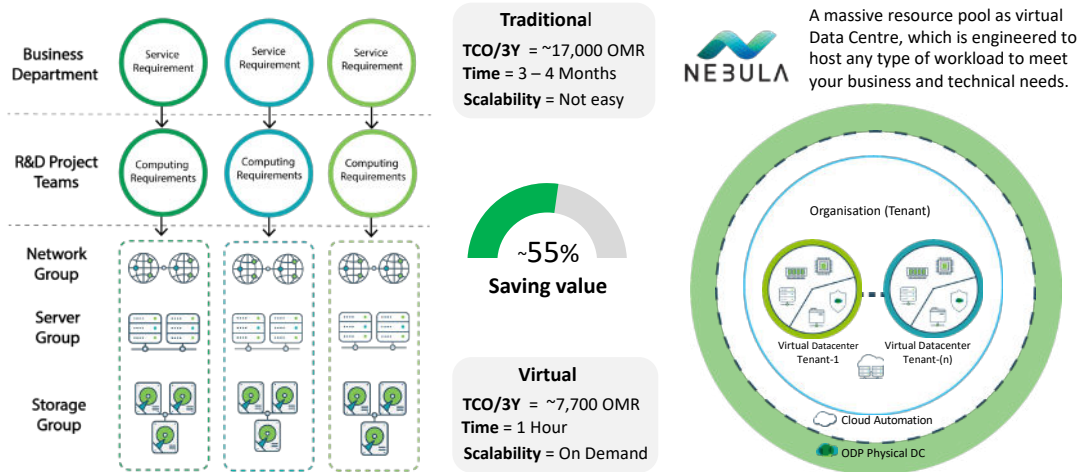 Business
Department
Service
Requirement
Service
Requirement
Service
Requirement
R&D Project
Teams
Computing
Requirements
Computing
Requirements
Computing
Requirements
Network
Group
Server
Group
Storage
Group
Traditional
TCO/3Y = ~17,000 OMR
Time = 3 – 4 Months
Scalability = Not easy
~55%
Saving value
Virtual
TCO/3Y = ~7,700 OMR
Time = 1 Hour
Scalability = On Demand
NEBULA
A massive resource pool as virtual
Data Centre, which is engineered to
host any type of workload to meet
your business and technical needs.
Organisation (Tenant)
Virtual Datacenter
Tenant-1
Virtual Datacenter
Tenant-(n)
Cloud Automation
ODP Physical DC